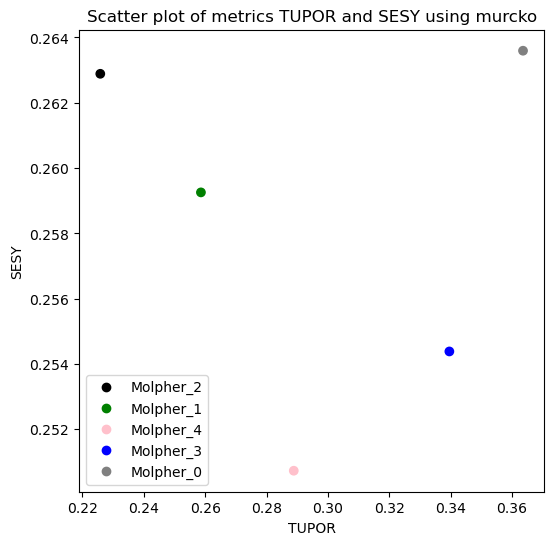 Scatter plot of metrics TUPOR and SESY using murcko
0.264
0.262
0.260
0.258
0.256
0.254
0.252
SESY
Molpher_2
Molpher_1
Molpher_4
Molpher_3
Molpher_0
0.22 0.24 0.26 0.28 0.30 0.32 0.34 0.36
TUPOR